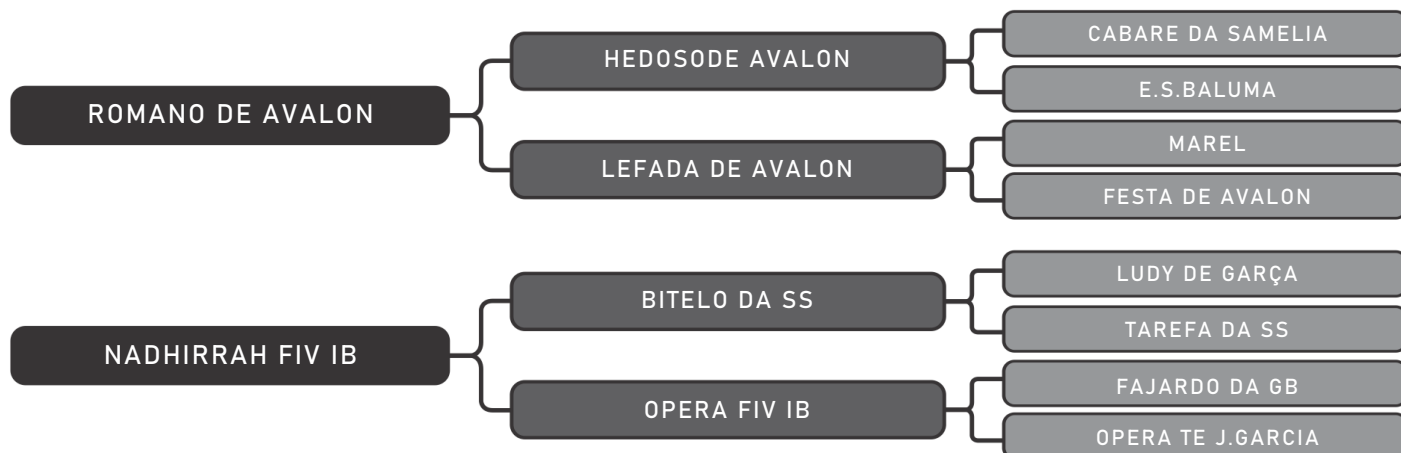 ROMANO DE AVALON
HEDOSODE AVALON
CABARE DA SAMELIA
E.S.BALUMA
LEFADA DE AVALON
MAREL
FESTA DE AVALON
NADHIRRAH FIV IB
BITELO DA SS
LUDY DE GARÇA
TAREFA DA SS
OPERA FIV IB
FAJARDO DA GB
OPERA TE J.GARCIA